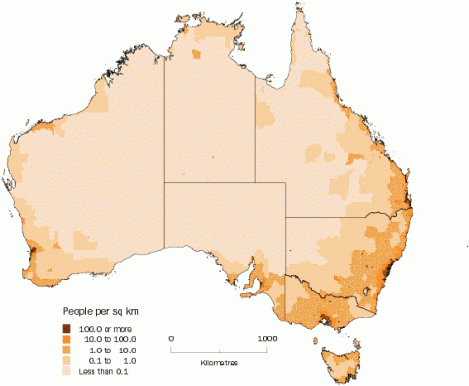 People per sq km
100.0 or more
10.0 to 100.0
1.0 to 10.0
0.1 to 1.0
Less than 0.1
0 1000
Kilometres